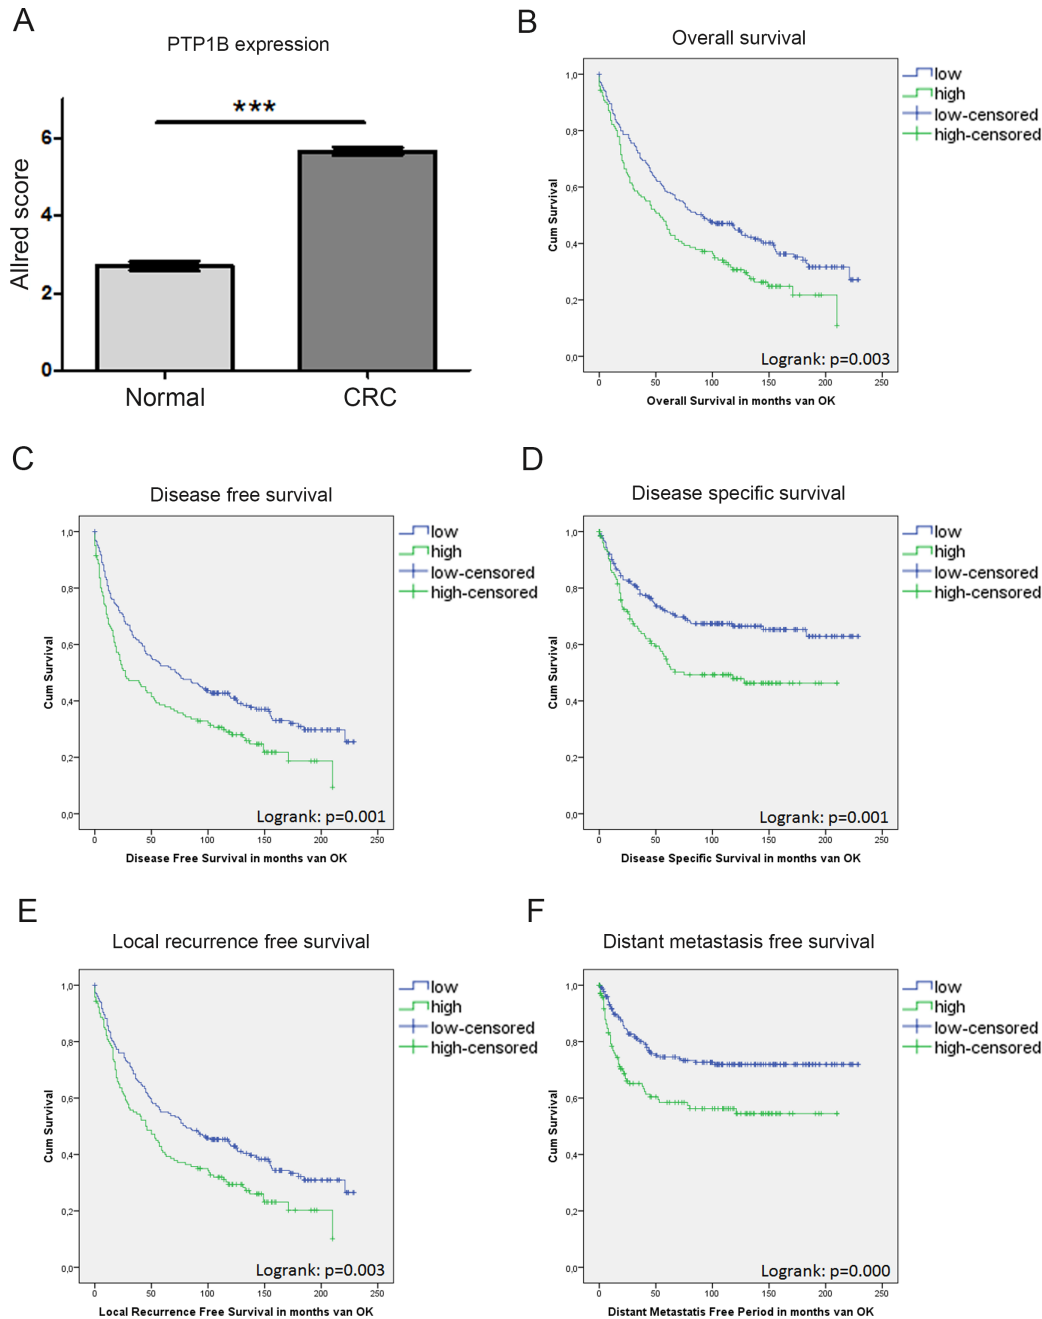 A
PTP1B expression
***
Allred score
6
4
2
0
Normal
CRC
B
Overall survival
low
high
low-censored
high-censored
Cum Survival
1,0
0,8
0,6
0,4
0,2
0,0
Logrank: p=0.003
0 50 100 150 200 250
Overall Survival in months van OK
C
Disease free survival
low
high
low-censored
high-censored
Cum Survival
1,0
0,8
0,6
0,4
0,2
0,0
Logrank: p=0.001
0 50 100 150 200 250
Disease Free Survival in months van OK
D
Disease specific survival
low
high
low-censored
high-censored
Cum Survival
1,0
0,8
0,6
0,4
0,2
0,0
Logrank: p=0.001
0 50 100 150 200 250
Disease Specific Survival in months van OK
E
Local recurrence free survival
low
high
low-censored
high-censored
Cum Survival
1,0
0,8
0,6
0,4
0,2
0,0
Logrank: p=0.003
0 50 100 150 200 250
Local Recurrence Free Survival in months van OK
F
Distant metastasis free survival
low
high
low-censored
high-censored
Cum Survival
1,0
0,8
0,6
0,4
0,2
0,0
Logrank: p=0.000
0 50 100 150 200 250
Distant Metastatis Free Period in months van OK